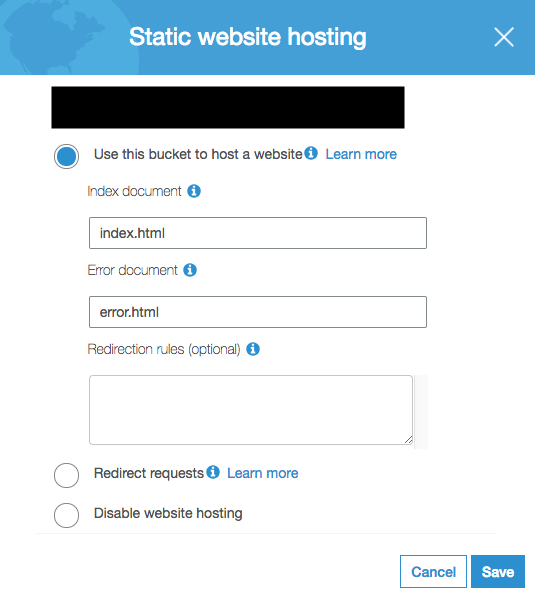 Static website hosting
Use this bucket to host a website Learn more
Index document
index.html
Error document
error.html
Redirection rules (optional)
Redirect requests Learn more
Disable website hosting
Cancel Save